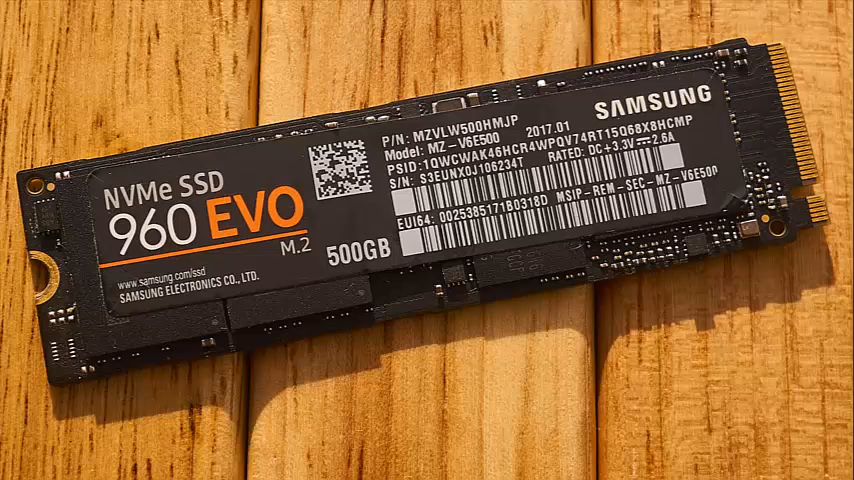 SAMSUNG
P/N: MZVLW500HMJP 2017.01
Model: MZ-V6E500
PSID: 1QWCWAK46HCR4WPQV74RT15Q68X8HCMP
S/N: S3EUNX0J106234T RATED: DC+3.3V⎓2.6A
EUI64: 0025385171B0318D MSIP-REM-SEC-MZ-V6E500
NVMe SSD
960 EVO
M.2
500GB
www.samsung.com/ssd
SAMSUNG ELECTRONICS CO., LTD.